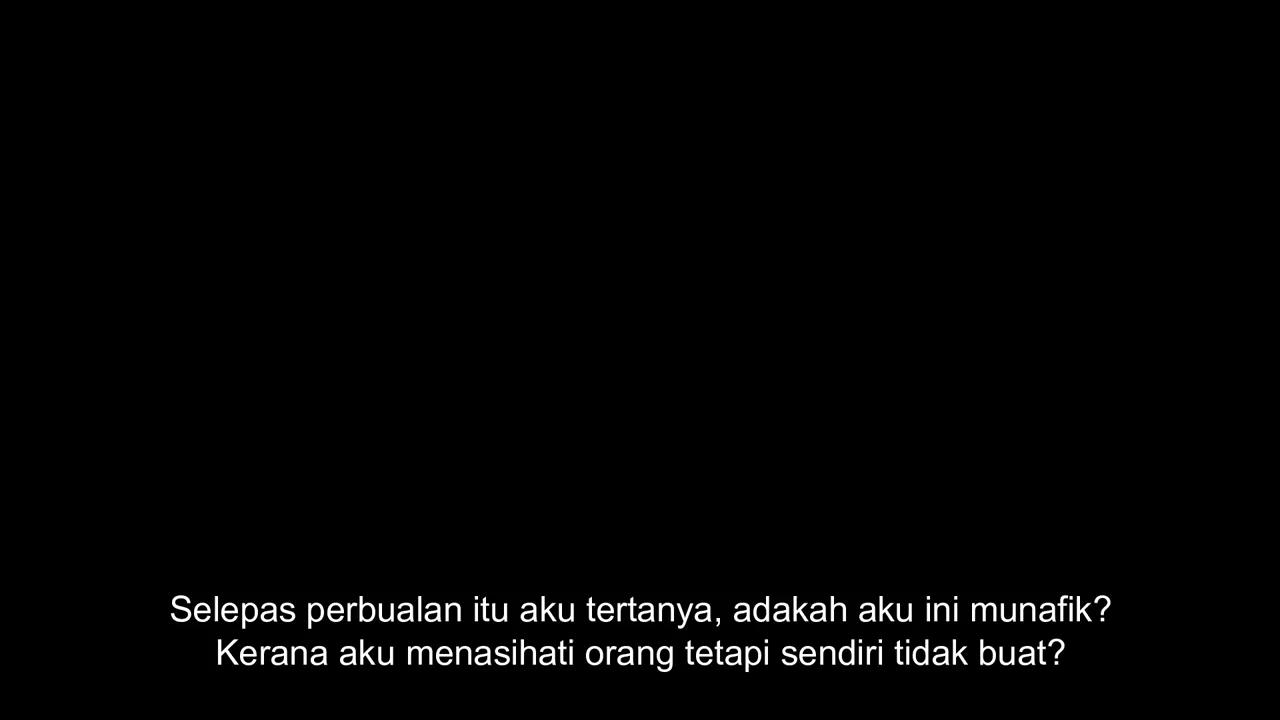 Selepas perbualan itu aku tertanya, adakah aku ini munafik?
Kerana aku menasihati orang tetapi sendiri tidak buat?